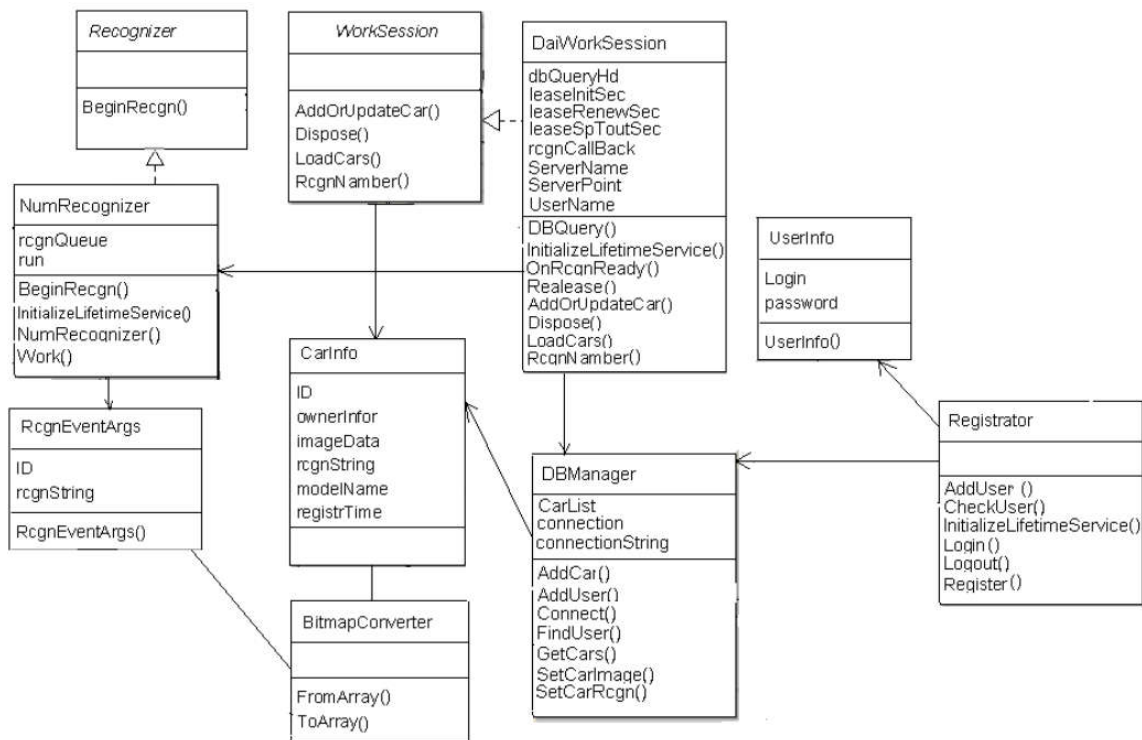 Recognizer
BeginRecgn()
WorkSession
AddOrUpdateCar()
Dispose()
LoadCars()
RcgnNamber()
DaiWorkSession
dbQueryHd
leaseInitSec
leaseRenewSec
leaseSpToutSec
rcgnCallBack
ServerName
ServerPoint
UserName
DBQuery()
InitializeLifetimeService()
OnRcgnReady()
Realease()
AddOrUpdateCar()
Dispose()
LoadCars()
RcgnNamber()
NumRecognizer
rcgnQueue
run
BeginRecgn()
InitializeLifetimeService()
NumRecognizer()
Work()
UserInfo
Login
password
UserInfo()
CarInfo
ID
ownerInfor
imageData
rcgnString
modelName
registrTime
RcgnEventArgs
ID
rcgnString
RcgnEventArgs()
DBManager
CarList
connection
connectionString
AddCar()
AddUser()
Connect()
FindUser()
GetCars()
SetCarImage()
SetCarRcgn()
Registrator
AddUser ()
CheckUser()
InitializeLifetimeService()
Login()
Logout()
Register()
BitmapConverter
FromArray()
ToArray()